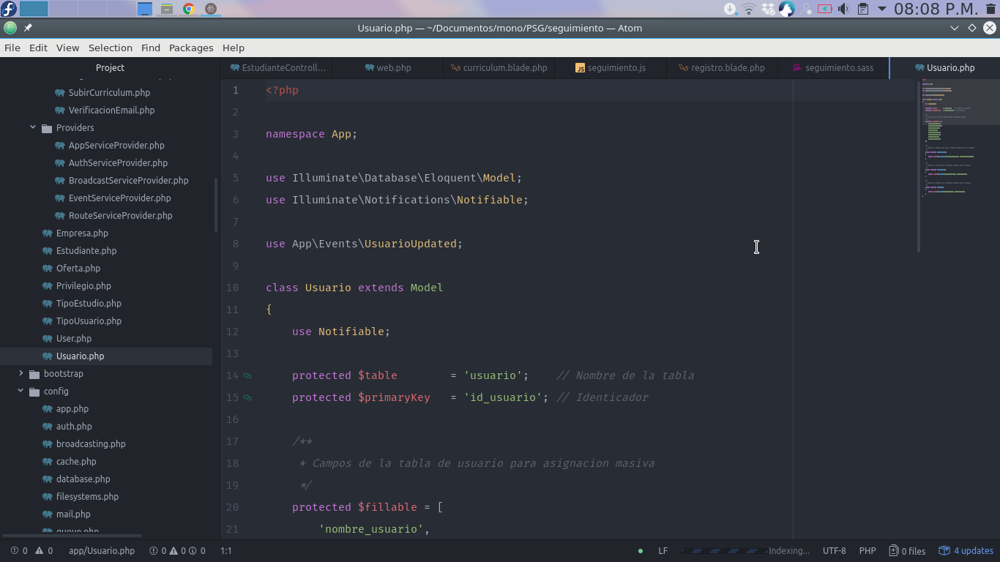 08:08 P.M.
Usuario.php — ~/Documentos/mono/PSG/seguimiento — Atom
File Edit View Selection Find Packages Help
Project
SubirCurriculum.php
VerificacionEmail.php
Providers
AppServiceProvider.php
AuthServiceProvider.php
BroadcastServiceProvider.php
EventServiceProvider.php
RouteServiceProvider.php
Empresa.php
Estudiante.php
Oferta.php
Privilegio.php
TipoEstudio.php
TipoUsuario.php
User.php
Usuario.php
bootstrap
config
app.php
auth.php
broadcasting.php
cache.php
database.php
filesystems.php
mail.php
queue.php
EstudianteControll… web.php curriculum.blade.php JS seguimiento.js registro.blade.php seguimiento.sass Usuario.php
1 <?php
2
3 namespace App;
4
5 use Illuminate\Database\Eloquent\Model;
6 use Illuminate\Notifications\Notifiable;
7
8 use App\Events\UsuarioUpdated;
9
10 class Usuario extends Model
11 {
12     use Notifiable;
13
14     protected $table        = 'usuario';    // Nombre de la tabla
15     protected $primaryKey   = 'id_usuario'; // Identicador
16
17     /**
18      * Campos de la tabla de usuario para asignacion masiva
19      */
20     protected $fillable = [
21         'nombre_usuario',
0 0 app/Usuario.php 0 0 0 1:1 LF Indexing... UTF-8 PHP 0 files 4 updates